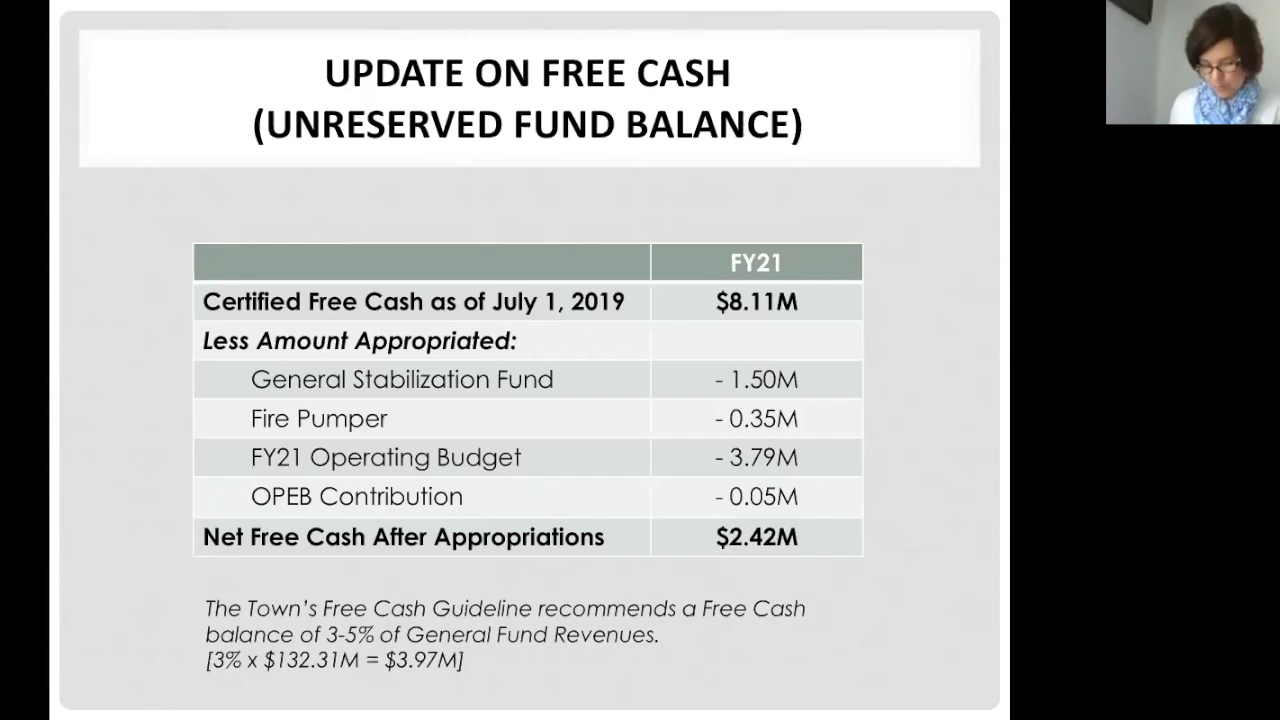 UPDATE ON FREE CASH
(UNRESERVED FUND BALANCE)
FY21
Certified Free Cash as of July 1, 2019 $8.11M
Less Amount Appropriated:
General Stabilization Fund - 1.50M
Fire Pumper - 0.35M
FY21 Operating Budget - 3.79M
OPEB Contribution - 0.05M
Net Free Cash After Appropriations $2.42M
The Town's Free Cash Guideline recommends a Free Cash
balance of 3-5% of General Fund Revenues.
[3% x $132.31M = $3.97M]